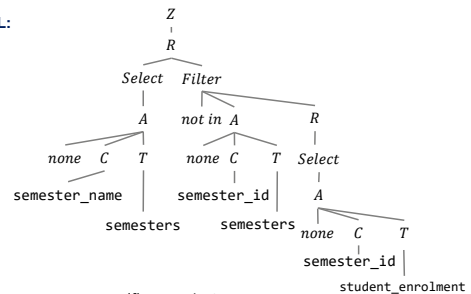 L:
Z
R
Select Filter
A not in A R
none C T none C T Select
semester_name semester_id A
semesters semesters none C T
semester_id
student_enrolment